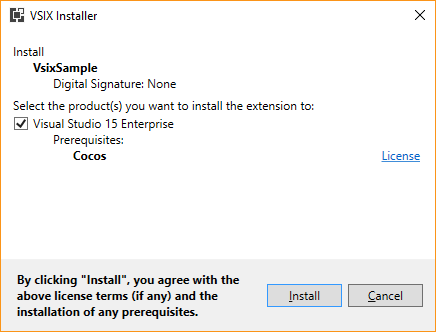 VSIX Installer
Install
VsixSample
Digital Signature: None
Select the product(s) you want to install the extension to:
Visual Studio 15 Enterprise
Prerequisites:
Cocos License
By clicking "Install", you agree with the
above license terms (if any) and the
installation of any prerequisites.
Install Cancel